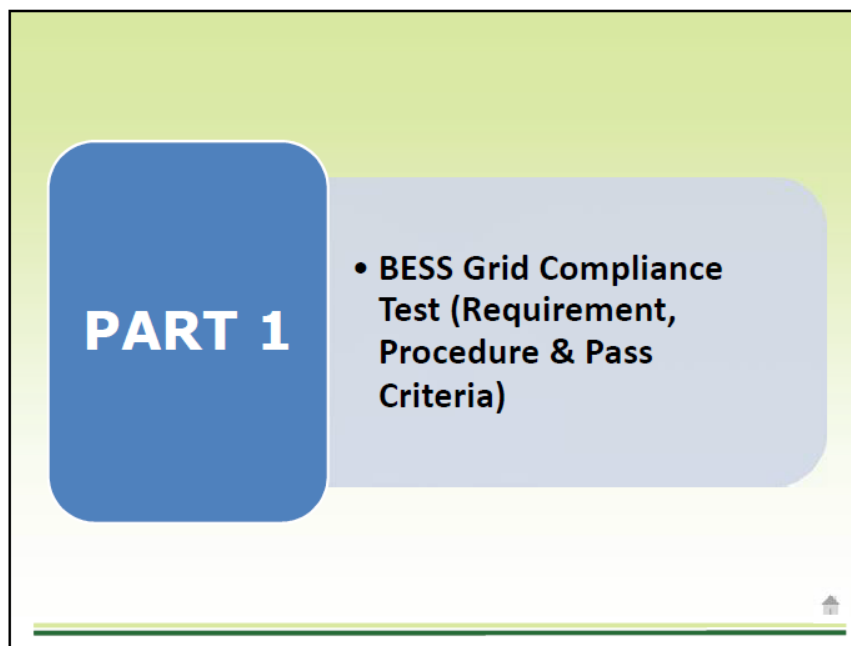 PART 1
• BESS Grid Compliance
Test (Requirement,
Procedure & Pass
Criteria)